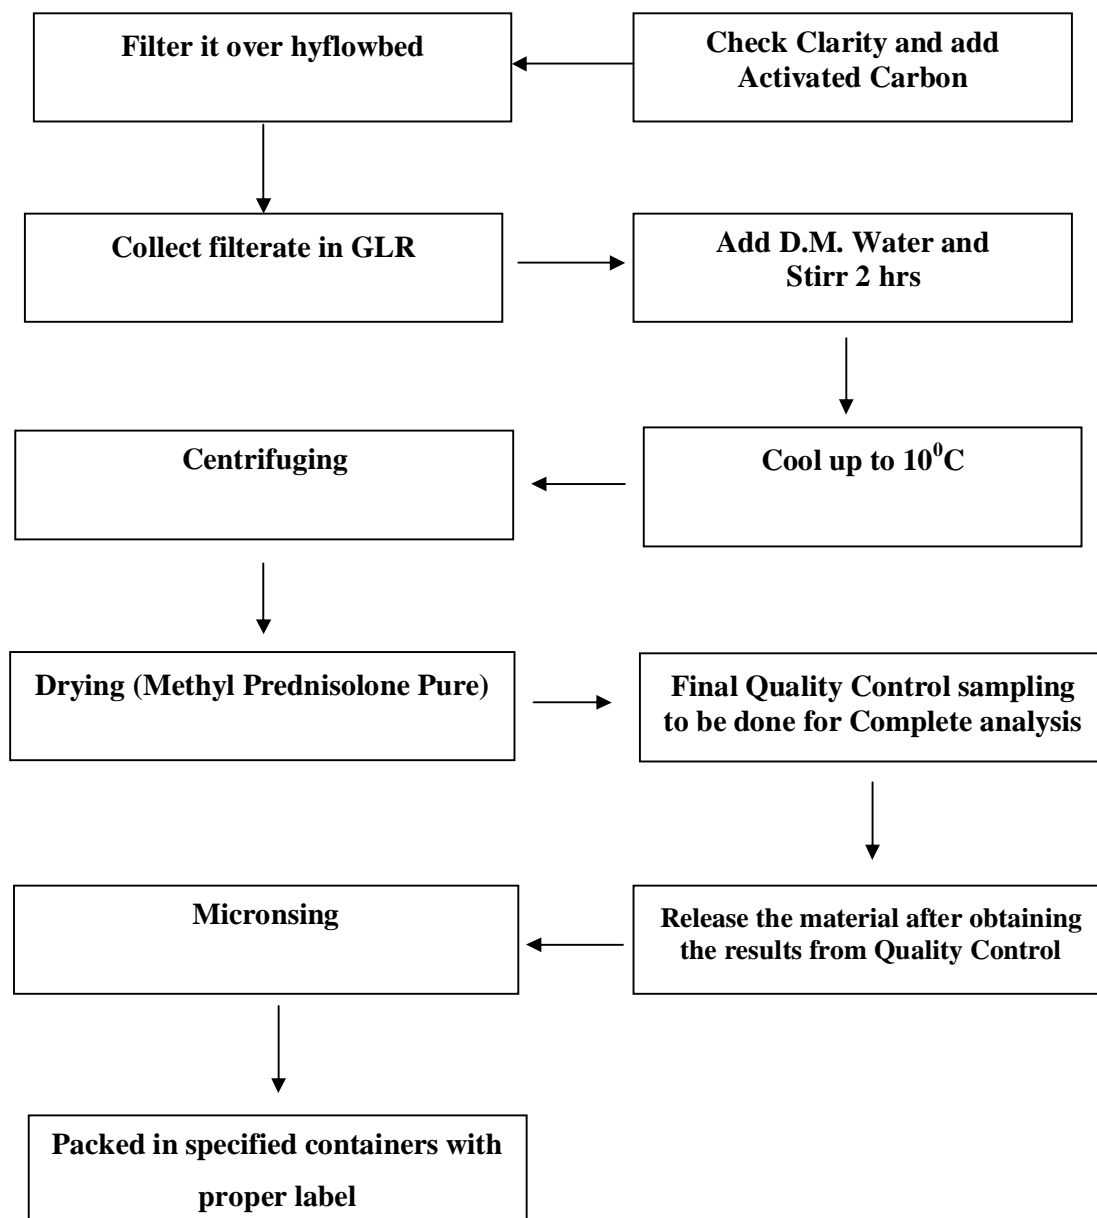 Filter it over hyflowbed
Check Clarity and add
Activated Carbon
Collect filterate in GLR
Add D.M. Water and
Stirr 2 hrs
Centrifuging
Cool up to 10⁰C
Drying (Methyl Prednisolone Pure)
Final Quality Control sampling
to be done for Complete analysis
Micronsing
Release the material after obtaining
the results from Quality Control
Packed in specified containers with
proper label